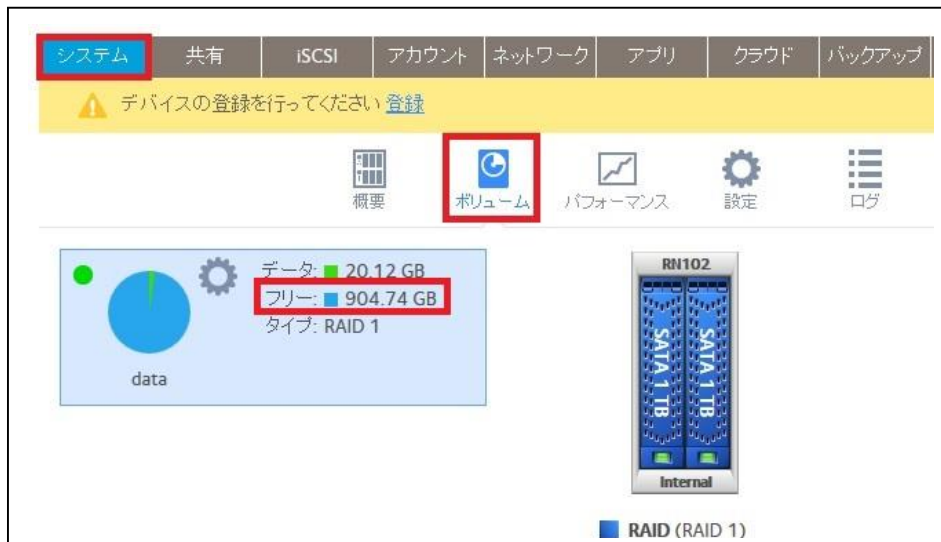 システム 共有 iSCSI アカウント ネットワーク アプリ クラウド バックアップ
デバイスの登録を行ってください 登録
概要 ボリューム パフォーマンス 設定 ログ
データ: 20.12 GB
フリー: 904.74 GB
タイプ: RAID 1
data
RN102
SATA 1 TB
SATA 1 TB
Internal
RAID (RAID 1)